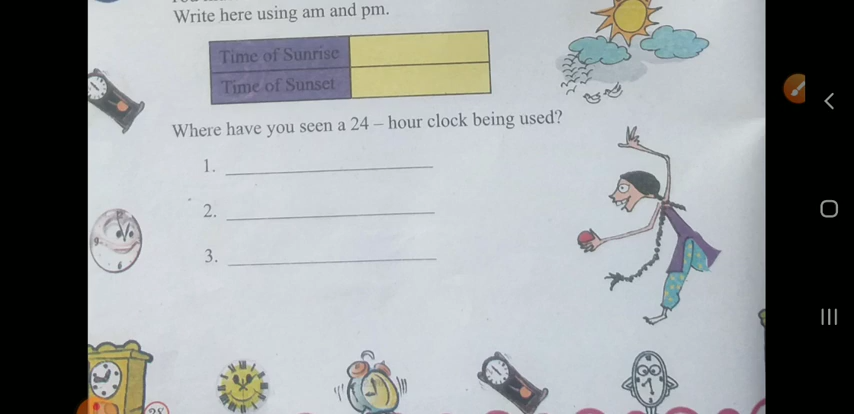 Write here using am and pm.
Time of Sunrise
Time of Sunset
Where have you seen a 24 – hour clock being used?
1.
2.
3.